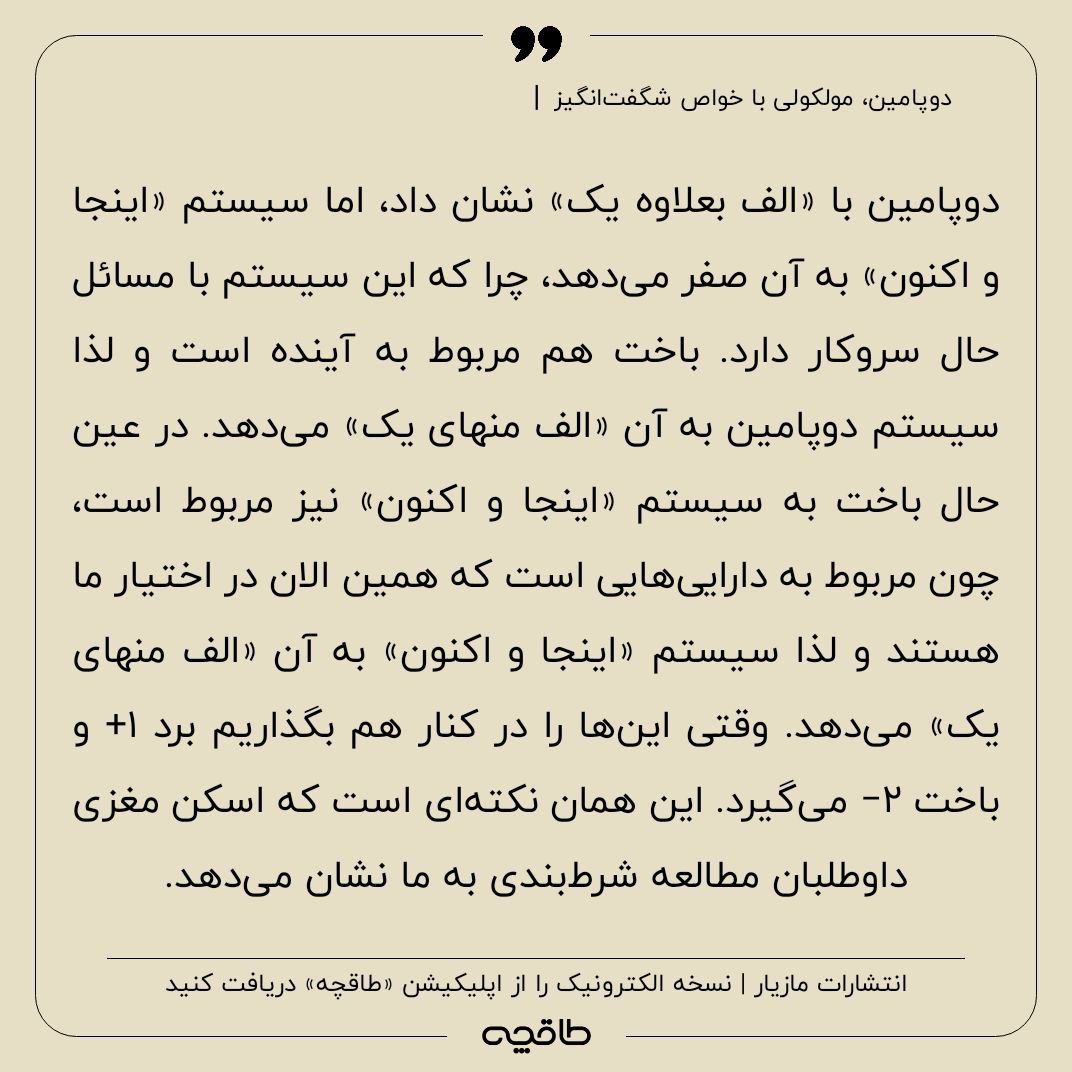 دوپامین، مولکولی با خواص شگفت‌انگیز |
دوپامین با «الف بعلاوه یک» نشان داد، اما سیستم «اینجا
و اکنون» به آن صفر می‌دهد، چرا که این سیستم با مسائل
حال سروکار دارد. باخت هم مربوط به آینده است و لذا
سیستم دوپامین به آن «الف منهای یک» می‌دهد. در عین
حال باخت به سیستم «اینجا و اکنون» نیز مربوط است،
چون مربوط به دارایی‌هایی است که همین الان در اختیار ما
هستند و لذا سیستم «اینجا و اکنون» به آن «الف منهای
یک» می‌دهد. وقتی این‌ها را در کنار هم بگذاریم برد ۱+ و
باخت ۲− می‌گیرد. این همان نکته‌ای است که اسکن مغزی
داوطلبان مطالعه شرط‌بندی به ما نشان می‌دهد.
انتشارات مازیار | نسخه الکترونیک را از اپلیکیشن «طاقچه» دریافت کنید
طاقچه